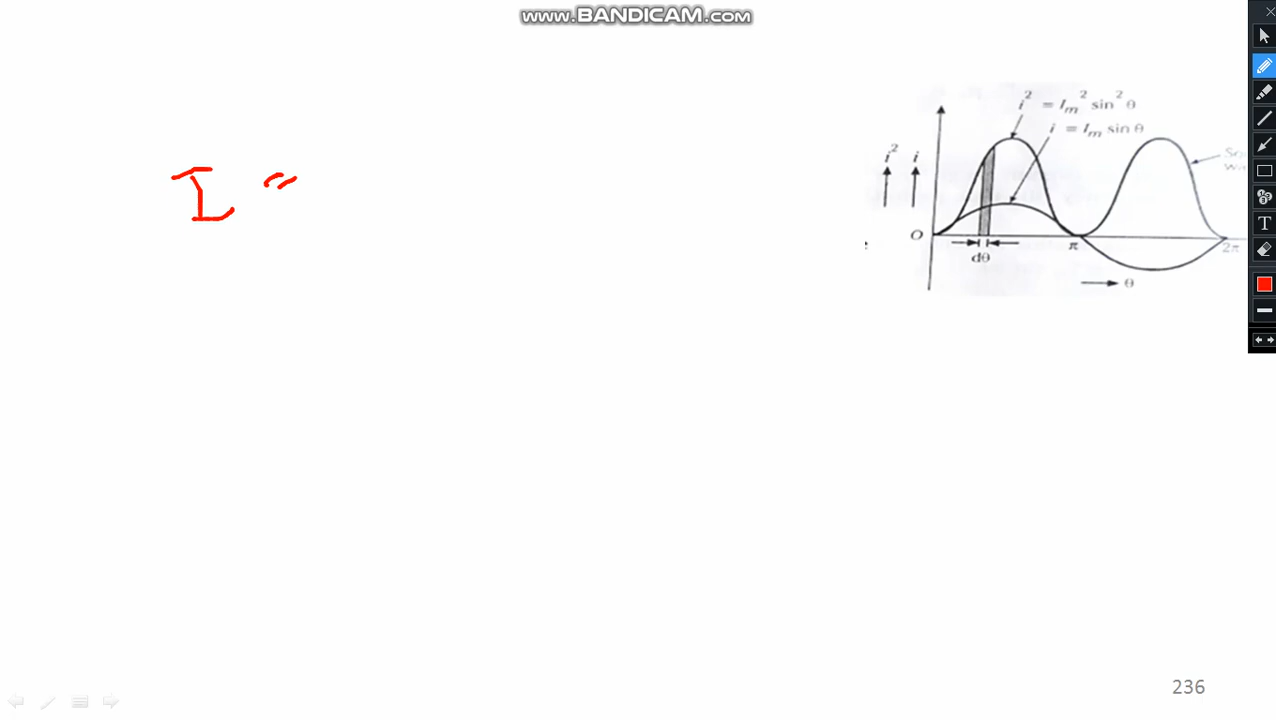 www.BANDICAM.com
i² = Iₘ² sin² θ
i = Iₘ sin θ
i² i
I
O π 2π
dθ
θ
T
236